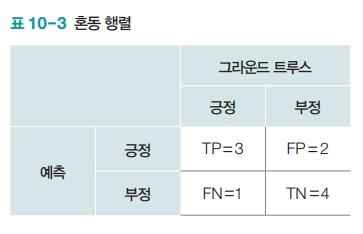 표 10-3 혼동 행렬
그라운드 트루스
긍정 부정
예측 긍정 TP=3 FP=2
부정 FN=1 TN=4